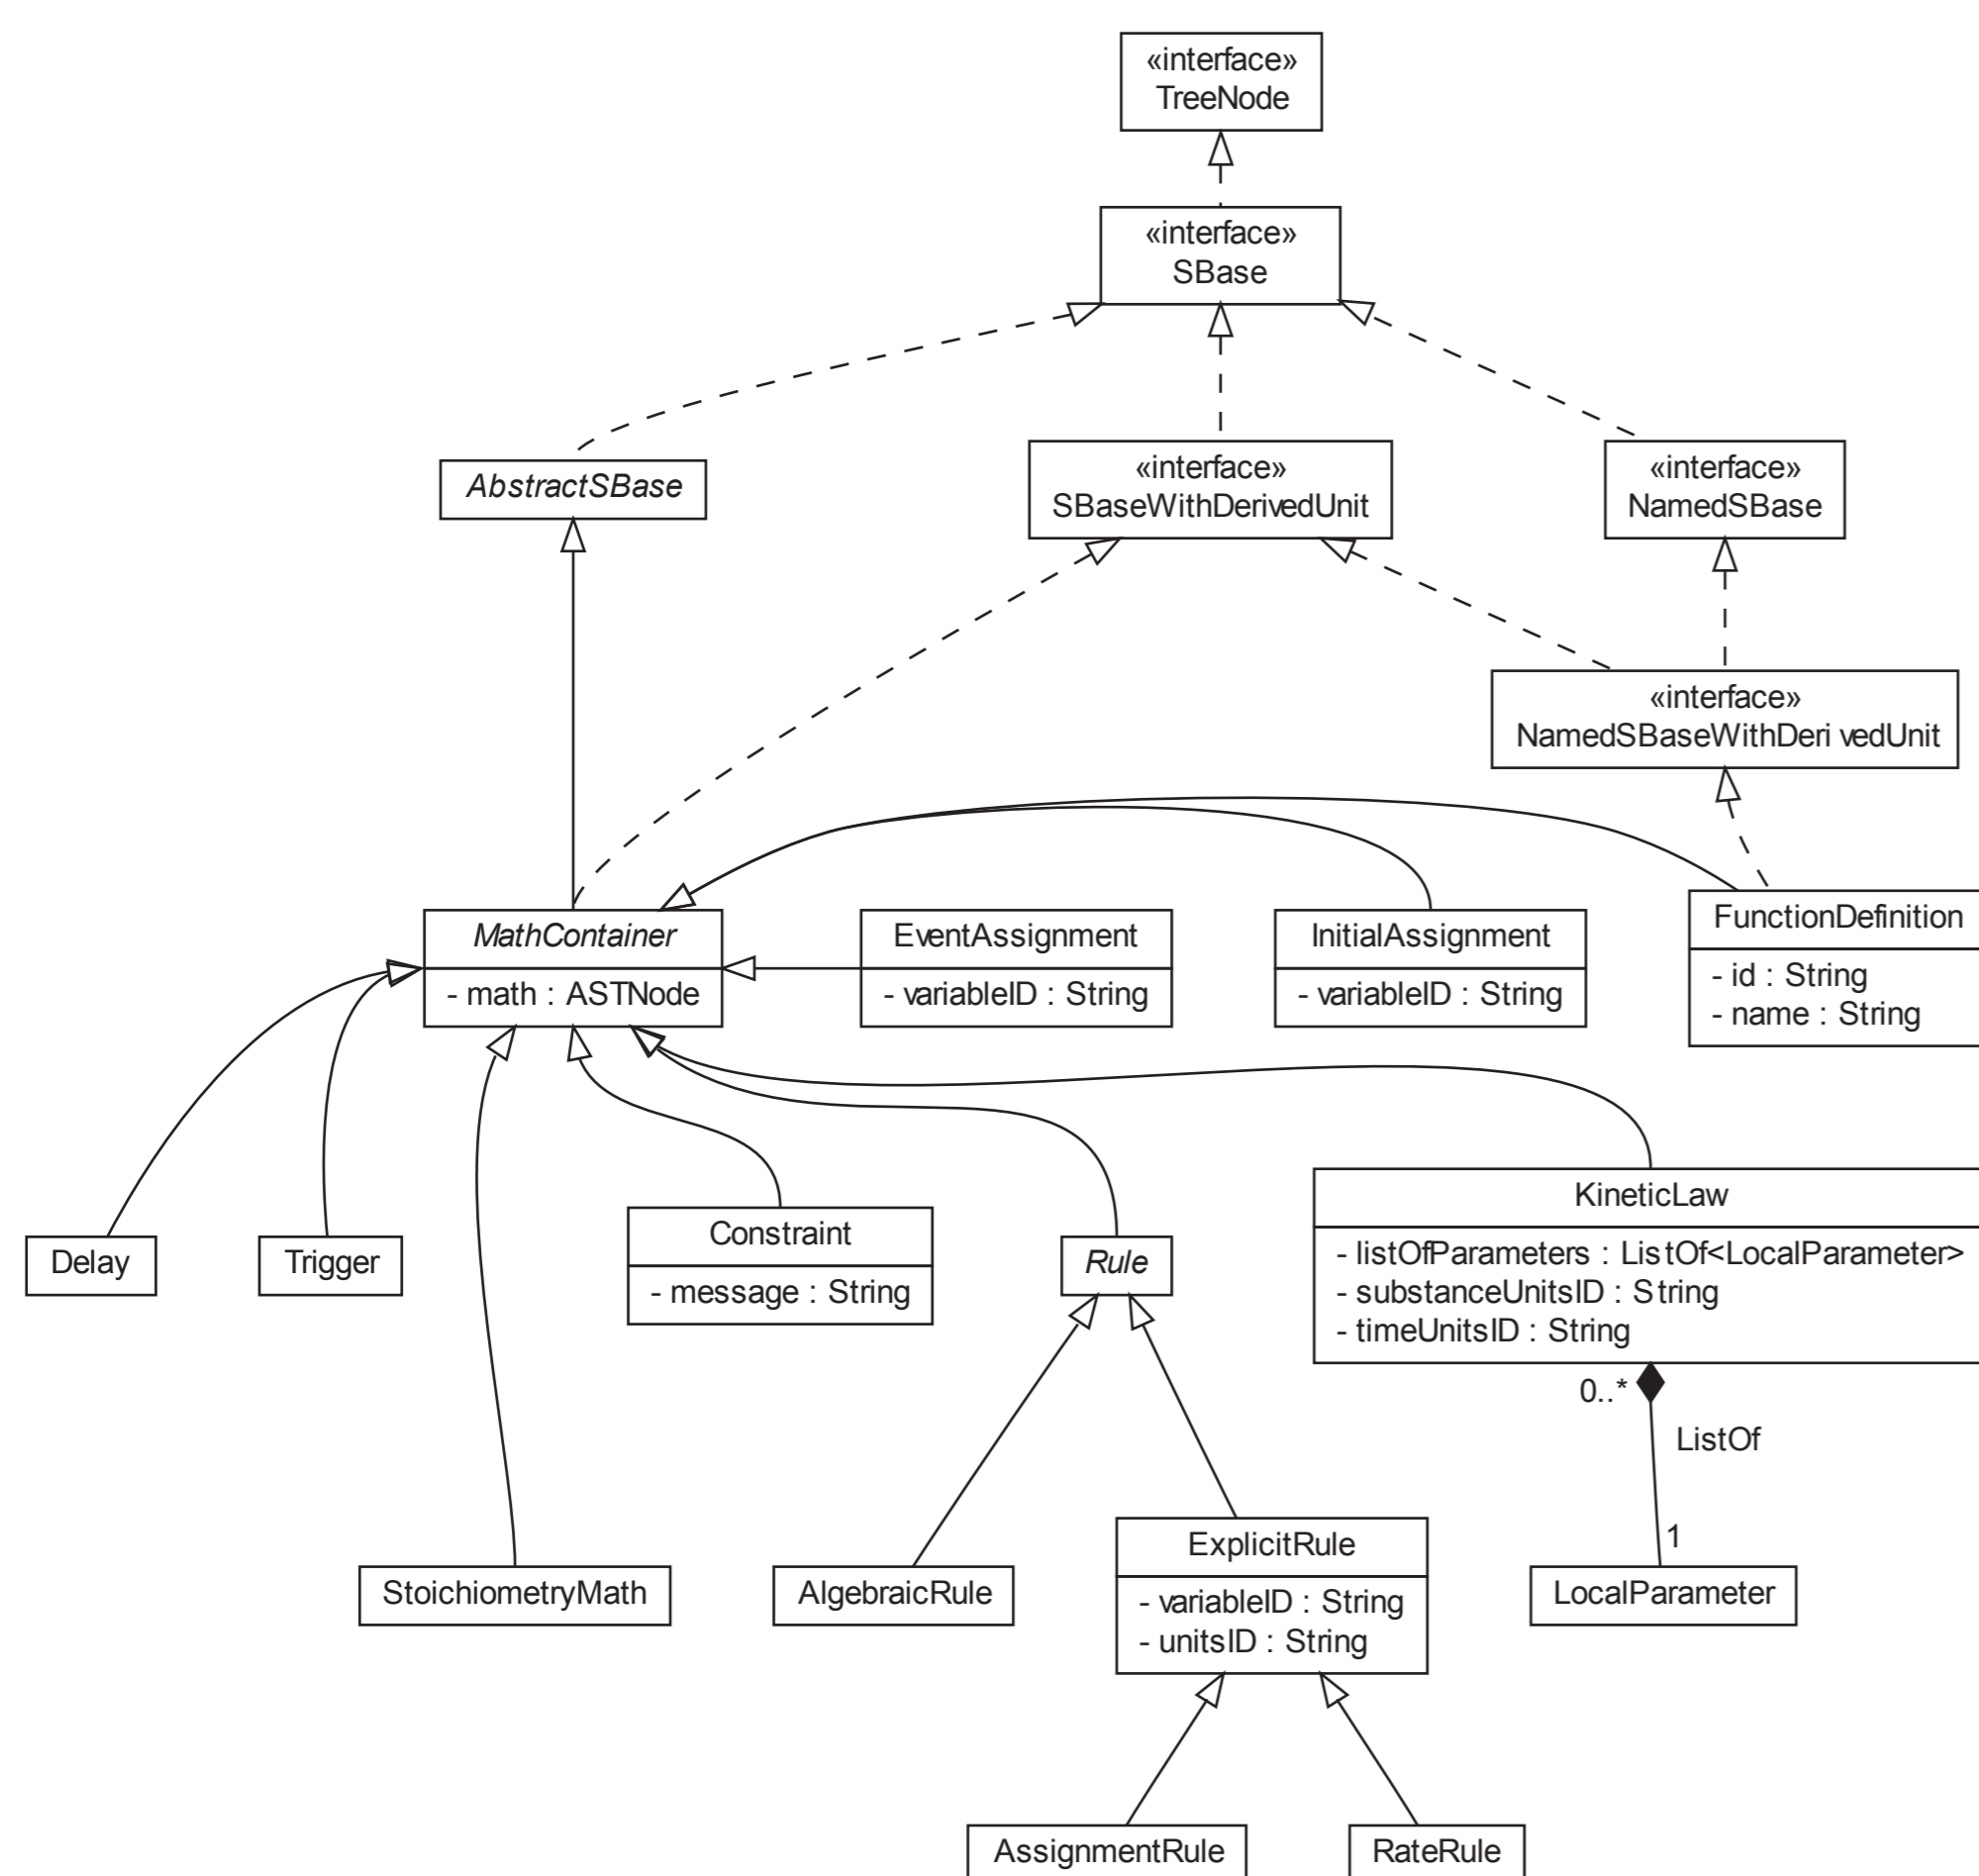 «interface»
TreeNode
«interface»
SBase
AbstractSBase
«interface»
SBaseWithDerivedUnit
«interface»
NamedSBase
«interface»
NamedSBaseWithDeri vedUnit
MathContainer
- math : ASTNode
EventAssignment
- variableID : String
InitialAssignment
- variableID : String
FunctionDefinition
- id : String
- name : String
Delay
Trigger
Constraint
- message : String
Rule
KineticLaw
- listOfParameters : ListOf<LocalParameter>
- substanceUnitsID : String
- timeUnitsID : String
0..*
ListOf
1
StoichiometryMath
AlgebraicRule
ExplicitRule
- variableID : String
- unitsID : String
LocalParameter
AssignmentRule
RateRule